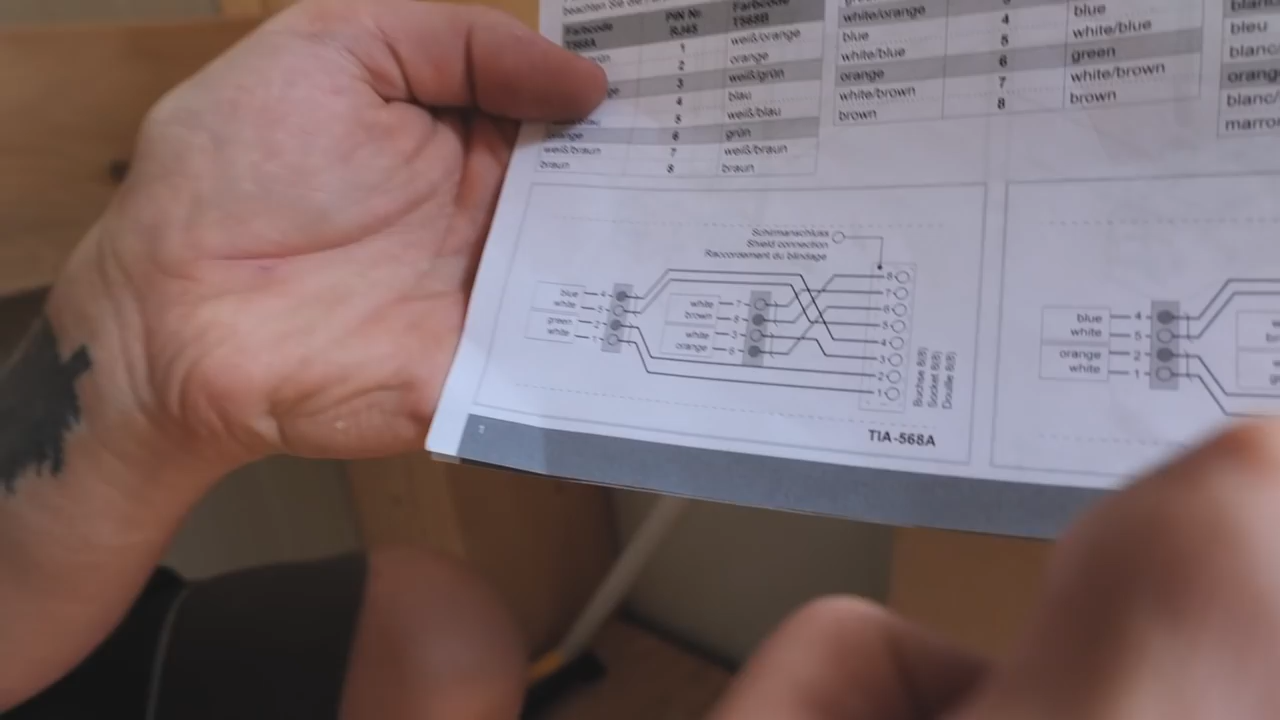 beachten Sie
Farbcode PIN Nr. Farbcode
T568A RJ45 T568B
1 weiß/orange
2 orange
3 weiß/grün
4 blau
5 weiß/blau
orange 6 grün
weiß/braun 7 weiß/braun
braun 8 braun
white/orange
blue 4 blue
white/blue 5 white/blue
orange 6 green
white/brown 7 white/brown
brown 8 brown
bleu
Schirmanschluss
Shield connection
Raccordement du blindage
blue 4
white 5
green 2
white 1
white 7
brown 8
white 3
orange 6
8
7
6
5
4
3
2
1
Buchse 8(8)
Socket 8(8)
Douille 8(8)
TIA-568A
blue 4
white 5
orange 2
white 1